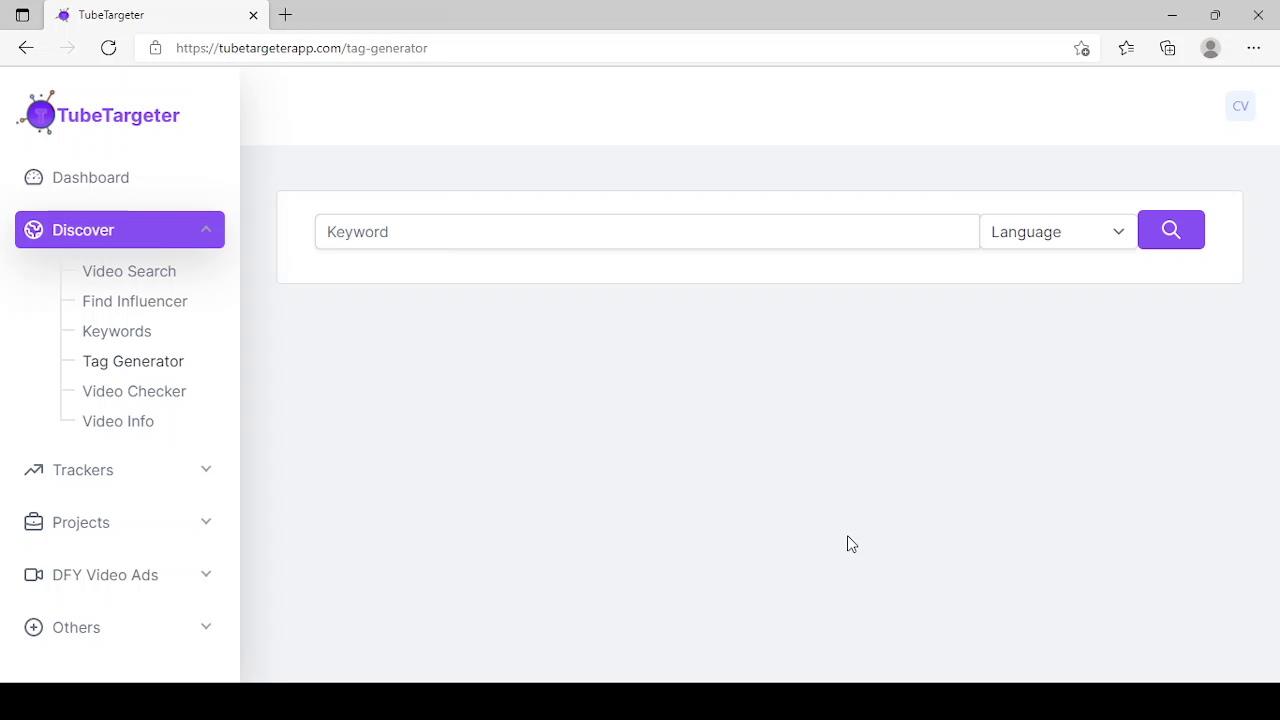 TubeTargeter
https://tubetargeterapp.com/tag-generator
TubeTargeter
CV
Dashboard
Discover
Keyword
Language
Video Search
Find Influencer
Keywords
Tag Generator
Video Checker
Video Info
Trackers
Projects
DFY Video Ads
Others